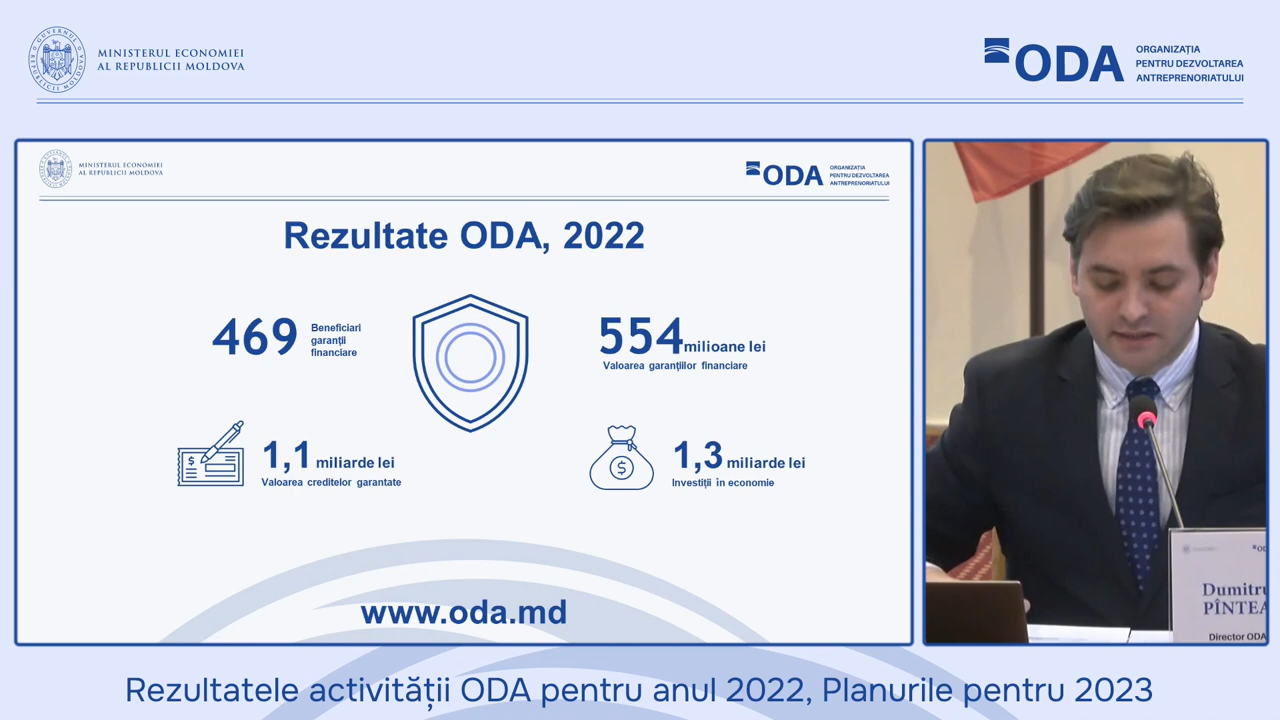 MINISTERUL ECONOMIEI
AL REPUBLICII MOLDOVA
ODA
ORGANIZAȚIA
PENTRU DEZVOLTAREA
ANTREPRENORIATULUI
MINISTERUL ECONOMIEI
AL REPUBLICII MOLDOVA
ODA
ORGANIZAȚIA
PENTRU DEZVOLTAREA
ANTREPRENORIATULUI
Rezultate ODA, 2022
469
Beneficiari
garanții
financiare
554 milioane lei
Valoarea garanțiilor financiare
$
1,1 miliarde lei
Valoarea creditelor garantate
$
1,3 miliarde lei
Investiții în economie
www.oda.md
Dumitru
PÎNTEA
Director ODA
Rezultatele activității ODA pentru anul 2022, Planurile pentru 2023